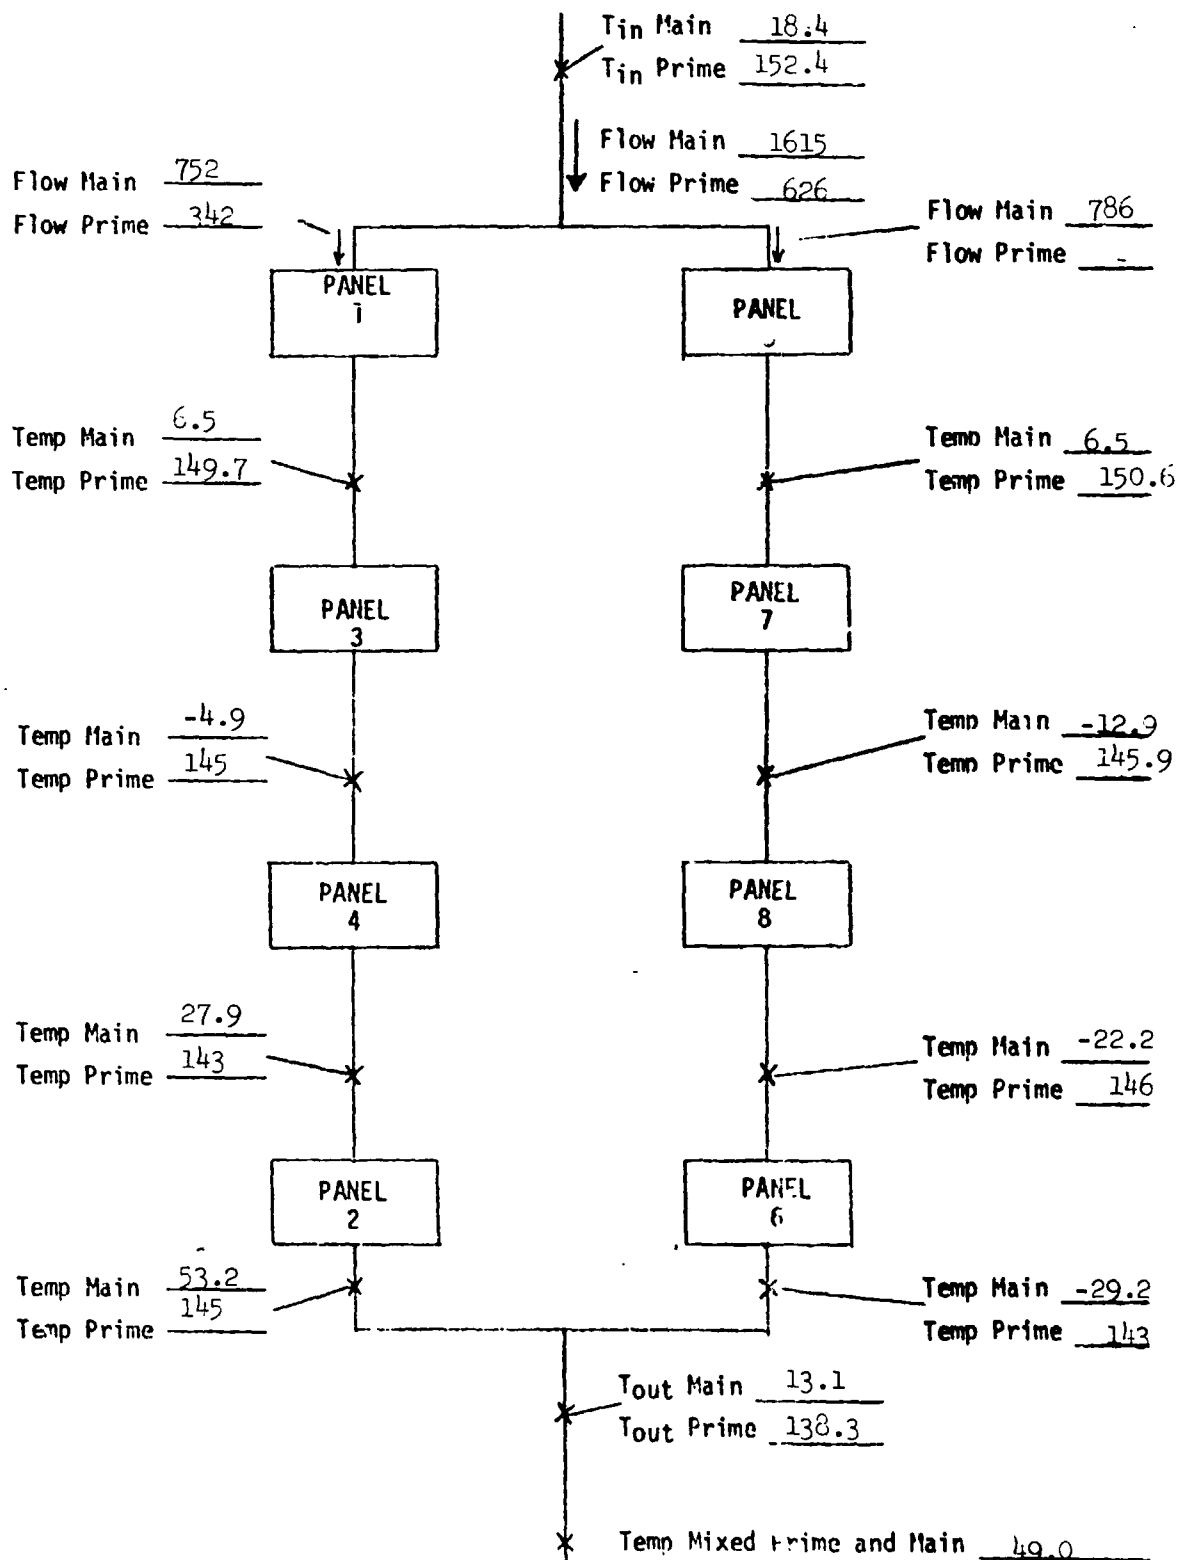 Tin Main 18.4
Tin Prime 152.4
Flow Main 1615
Flow Prime 626
Flow Main 752
Flow Prime 342
Flow Main 786
Flow Prime -
PANEL
1
PANEL
Temp Main 6.5
Temp Prime 149.7
Temp Main 6.5
Temp Prime 150.6
PANEL
3
PANEL
7
Temp Main -4.9
Temp Prime 145
Temp Main -12.9
Temp Prime 145.9
PANEL
4
PANEL
8
Temp Main 27.9
Temp Prime 143
Temp Main -22.2
Temp Prime 146
PANEL
2
PANEL
6
Temp Main 53.2
Temp Prime 145
Temp Main -29.2
Temp Prime 143
Tout Main 13.1
Tout Prime 138.3
Temp Mixed Prime and Main 49.0